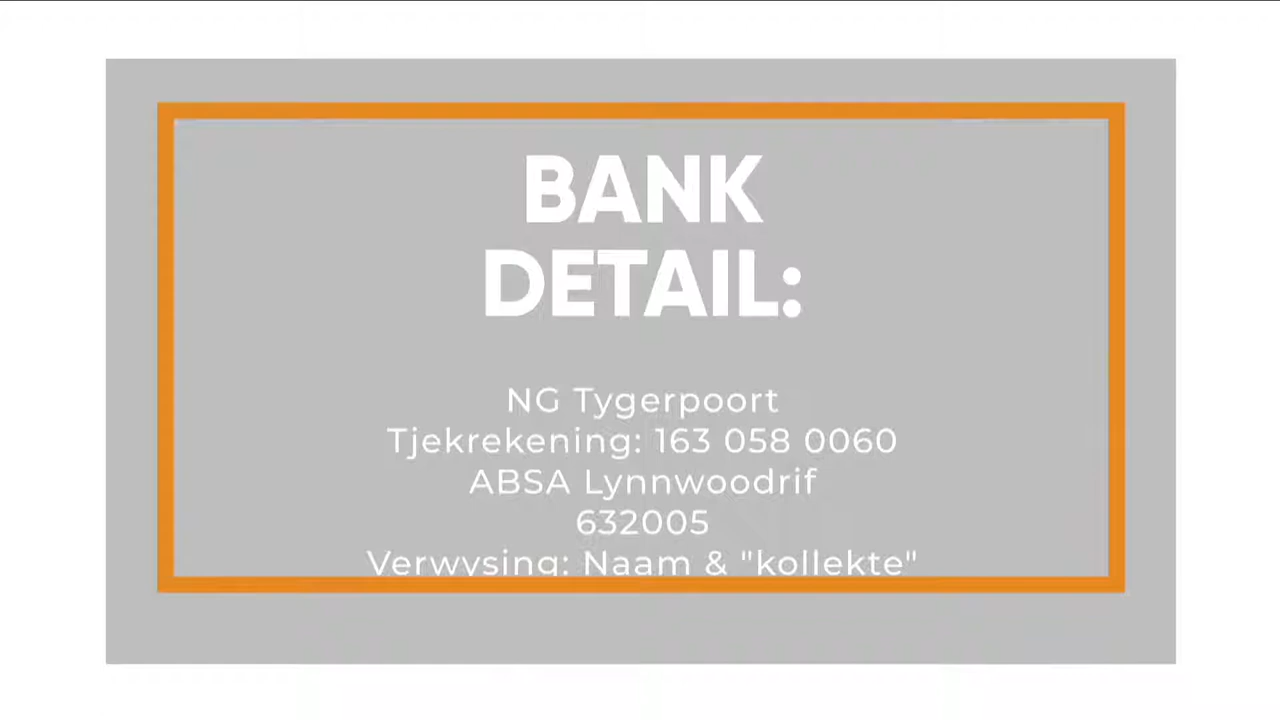 BANK
DETAIL:
NG Tygerpoort
Tjekrekening: 163 058 0060
ABSA Lynnwoodrif
632005
Verwysing: Naam & "kollekte"